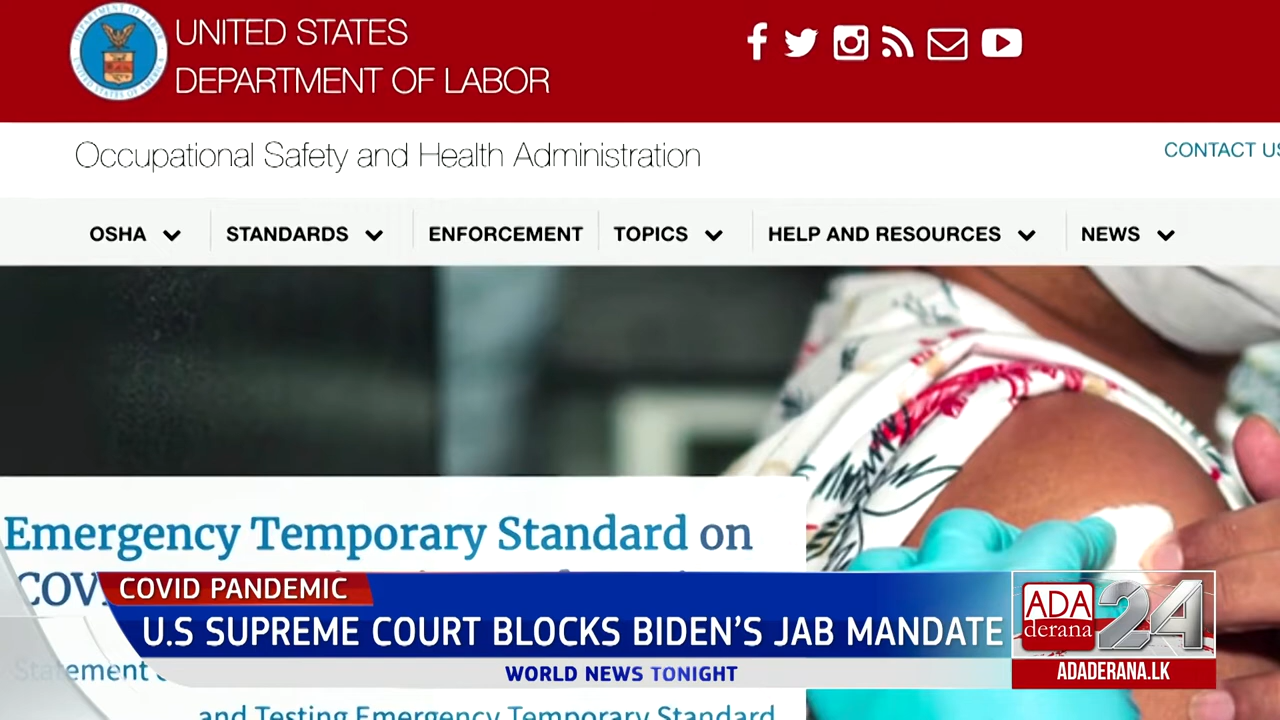 UNITED STATES
DEPARTMENT OF LABOR
Occupational Safety and Health Administration
CONTACT US
OSHA
STANDARDS
ENFORCEMENT
TOPICS
HELP AND RESOURCES
NEWS
Emergency Temporary Standard on
COVID PANDEMIC
U.S SUPREME COURT BLOCKS BIDEN'S JAB MANDATE
WORLD NEWS TONIGHT
ADA
derana
24
ADADERANA.LK
Statement
and Testing Emergency Temporary Standard